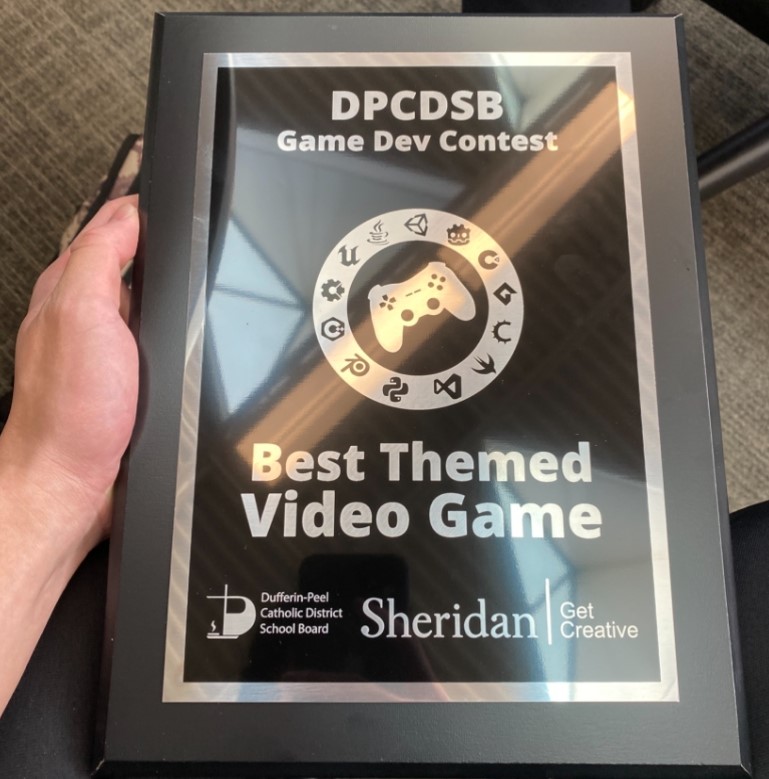 DPCDSB
Game Dev Contest
Best Themed
Video Game
Dufferin-Peel
Catholic District
School Board
Sheridan
Get
Creative